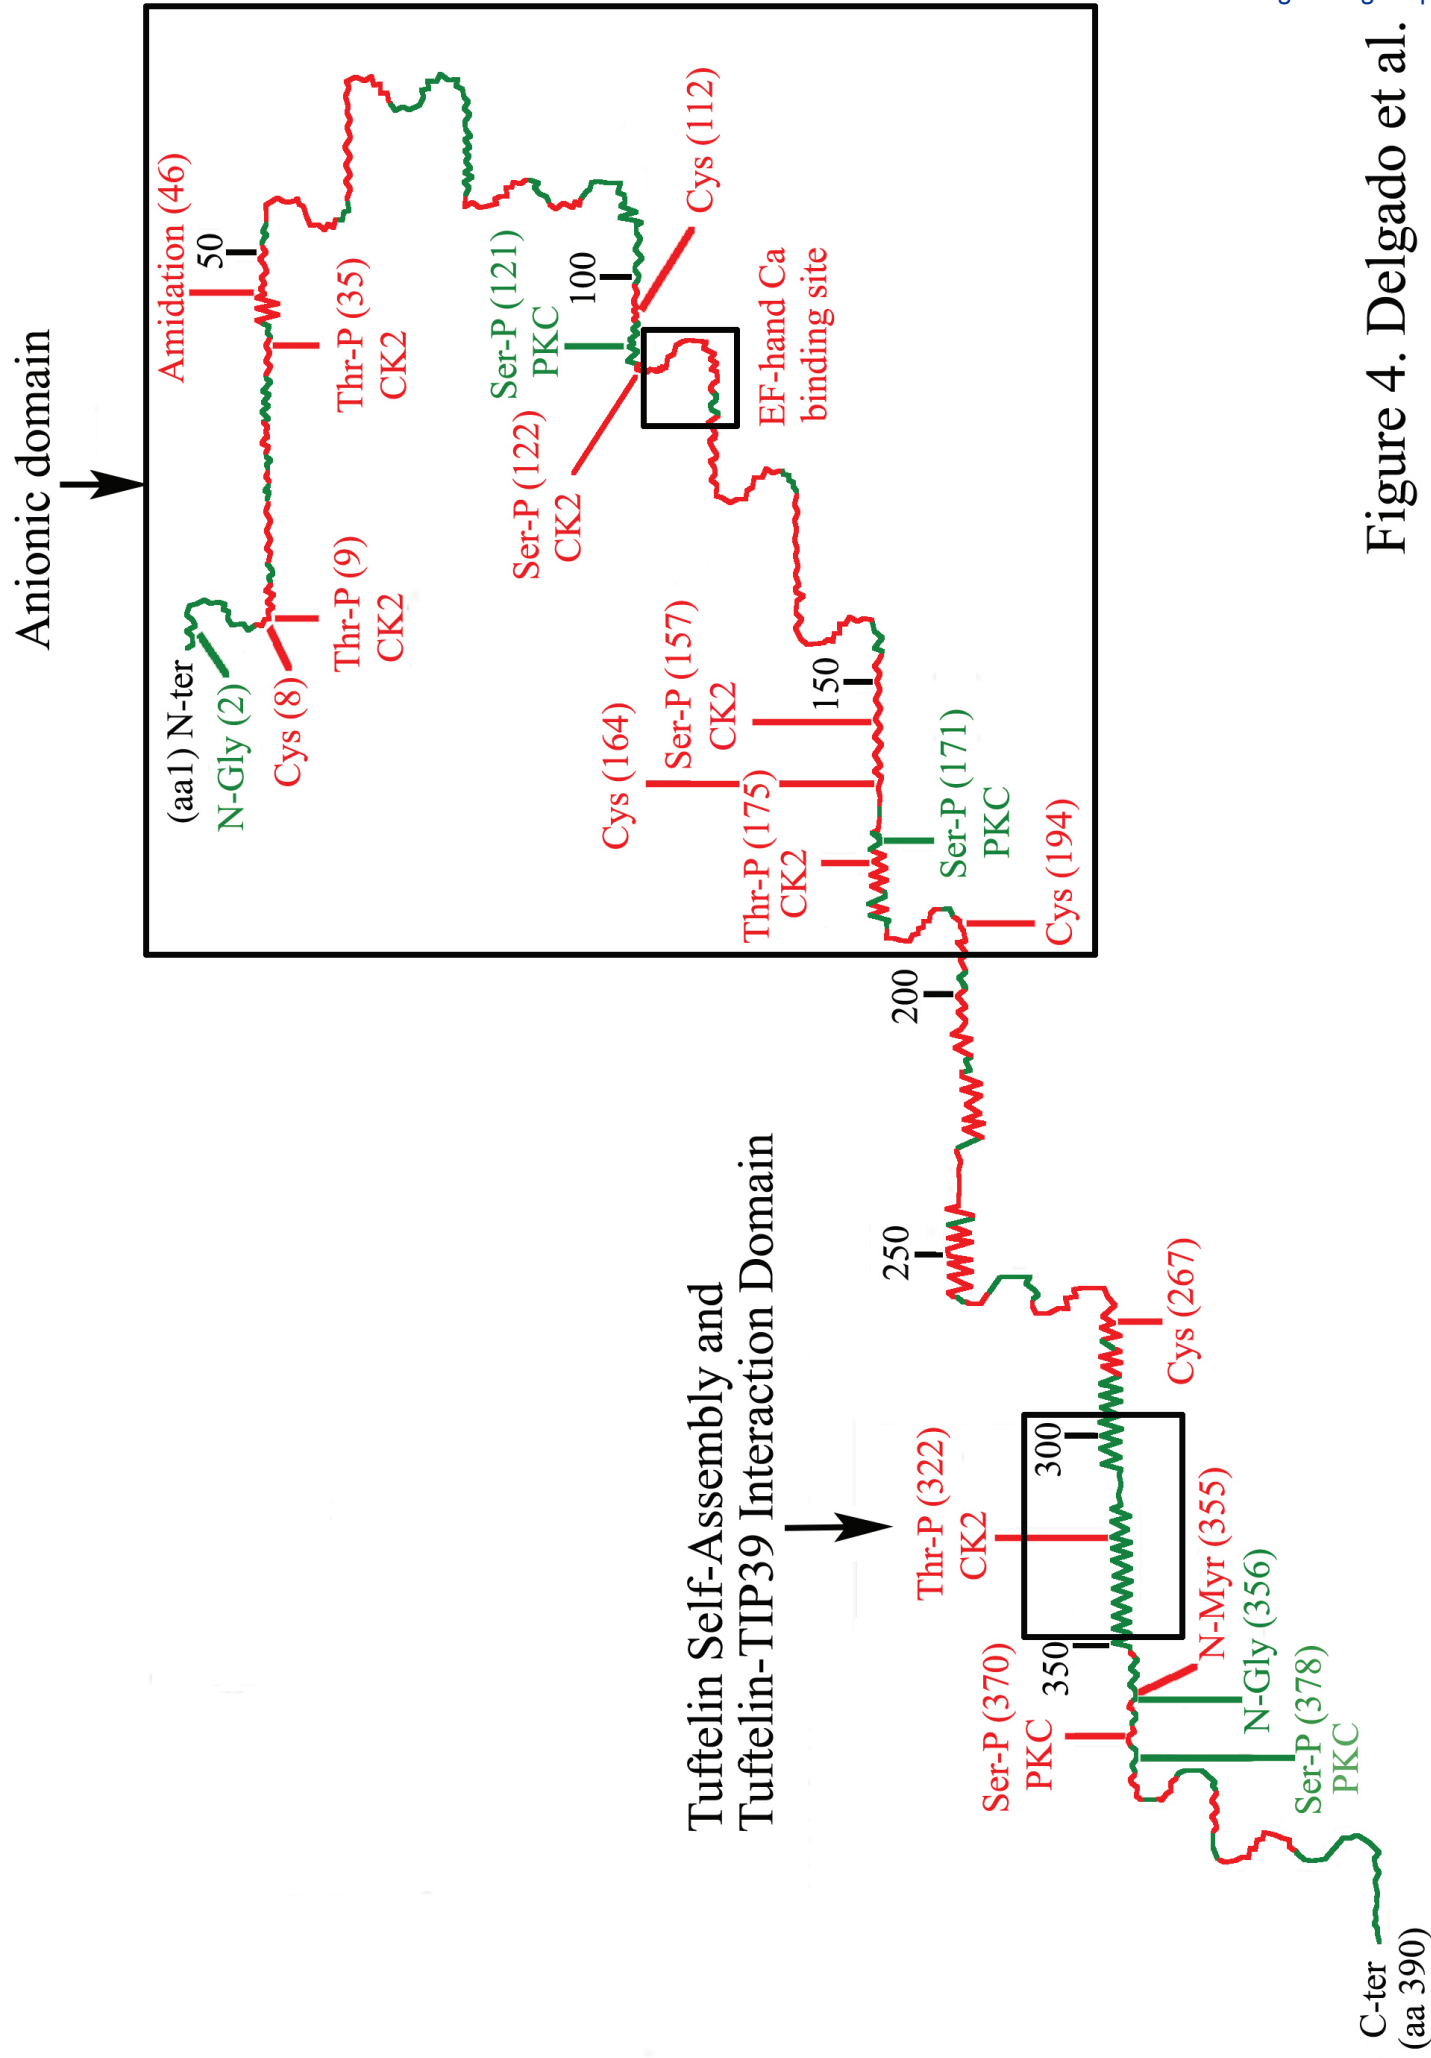 Anionic domain
(aa1) N-ter
N-Gly (2)
Cys (8)
Thr-P (9)
CK2
Thr-P (35)
CK2
Amidation (46)
50
100
Cys (112)
Ser-P (121)
PKC
Ser-P (122)
CK2
EF-hand Ca
binding site
150
Ser-P (157)
CK2
Cys (164)
Ser-P (171)
PKC
Thr-P (175)
CK2
Cys (194)
200
250
Cys (267)
Tuftelin Self-Assembly and
Tuftelin-TIP39 Interaction Domain
300
Thr-P (322)
CK2
350
N-Myr (355)
N-Gly (356)
Ser-P (370)
PKC
Ser-P (378)
PKC
C-ter
(aa 390)
Figure 4. Delgado et al.